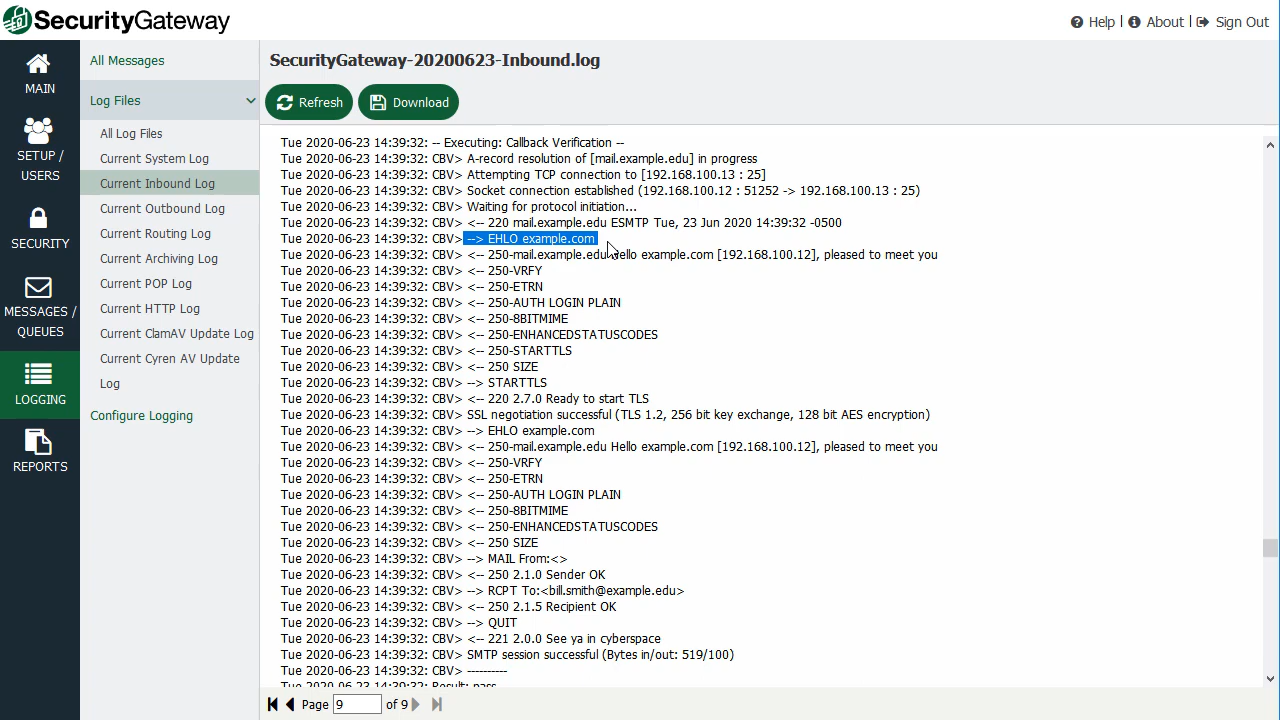 SecurityGateway
Help | About | Sign Out
MAIN
SETUP /
USERS
SECURITY
MESSAGES /
QUEUES
LOGGING
REPORTS
All Messages
Log Files
All Log Files
Current System Log
Current Inbound Log
Current Outbound Log
Current Routing Log
Current Archiving Log
Current POP Log
Current HTTP Log
Current ClamAV Update Log
Current Cyren AV Update
Log
Configure Logging
SecurityGateway-20200623-Inbound.log
Refresh Download
Tue 2020-06-23 14:39:32: -- Executing: Callback Verification --
Tue 2020-06-23 14:39:32: CBV> A-record resolution of [mail.example.edu] in progress
Tue 2020-06-23 14:39:32: CBV> Attempting TCP connection to [192.168.100.13 : 25]
Tue 2020-06-23 14:39:32: CBV> Socket connection established (192.168.100.12 : 51252 -> 192.168.100.13 : 25)
Tue 2020-06-23 14:39:32: CBV> Waiting for protocol initiation...
Tue 2020-06-23 14:39:32: CBV> <-- 220 mail.example.edu ESMTP Tue, 23 Jun 2020 14:39:32 -0500
Tue 2020-06-23 14:39:32: CBV> --> EHLO example.com
Tue 2020-06-23 14:39:32: CBV> <-- 250-mail.example.edu Hello example.com [192.168.100.12], pleased to meet you
Tue 2020-06-23 14:39:32: CBV> <-- 250-VRFY
Tue 2020-06-23 14:39:32: CBV> <-- 250-ETRN
Tue 2020-06-23 14:39:32: CBV> <-- 250-AUTH LOGIN PLAIN
Tue 2020-06-23 14:39:32: CBV> <-- 250-8BITMIME
Tue 2020-06-23 14:39:32: CBV> <-- 250-ENHANCEDSTATUSCODES
Tue 2020-06-23 14:39:32: CBV> <-- 250-STARTTLS
Tue 2020-06-23 14:39:32: CBV> <-- 250 SIZE
Tue 2020-06-23 14:39:32: CBV> --> STARTTLS
Tue 2020-06-23 14:39:32: CBV> <-- 220 2.7.0 Ready to start TLS
Tue 2020-06-23 14:39:32: CBV> SSL negotiation successful (TLS 1.2, 256 bit key exchange, 128 bit AES encryption)
Tue 2020-06-23 14:39:32: CBV> --> EHLO example.com
Tue 2020-06-23 14:39:32: CBV> <-- 250-mail.example.edu Hello example.com [192.168.100.12], pleased to meet you
Tue 2020-06-23 14:39:32: CBV> <-- 250-VRFY
Tue 2020-06-23 14:39:32: CBV> <-- 250-ETRN
Tue 2020-06-23 14:39:32: CBV> <-- 250-AUTH LOGIN PLAIN
Tue 2020-06-23 14:39:32: CBV> <-- 250-8BITMIME
Tue 2020-06-23 14:39:32: CBV> <-- 250-ENHANCEDSTATUSCODES
Tue 2020-06-23 14:39:32: CBV> <-- 250 SIZE
Tue 2020-06-23 14:39:32: CBV> --> MAIL From:<>
Tue 2020-06-23 14:39:32: CBV> <-- 250 2.1.0 Sender OK
Tue 2020-06-23 14:39:32: CBV> --> RCPT To:<bill.smith@example.edu>
Tue 2020-06-23 14:39:32: CBV> <-- 250 2.1.5 Recipient OK
Tue 2020-06-23 14:39:32: CBV> --> QUIT
Tue 2020-06-23 14:39:32: CBV> <-- 221 2.0.0 See ya in cyberspace
Tue 2020-06-23 14:39:32: CBV> SMTP session successful (Bytes in/out: 519/100)
Tue 2020-06-23 14:39:32: CBV> ----------
Tue 2020-06-23 14:39:32: Result: pass
Page 9 of 9